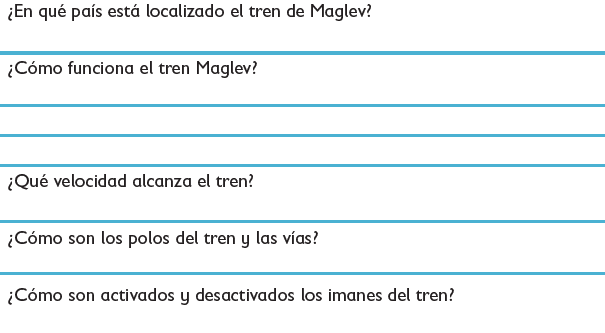 ¿En qué país está localizado el tren de Maglev?
¿Cómo funciona el tren Maglev?
¿Qué velocidad alcanza el tren?
¿Cómo son los polos del tren y las vías?
¿Cómo son activados y desactivados los imanes del tren?